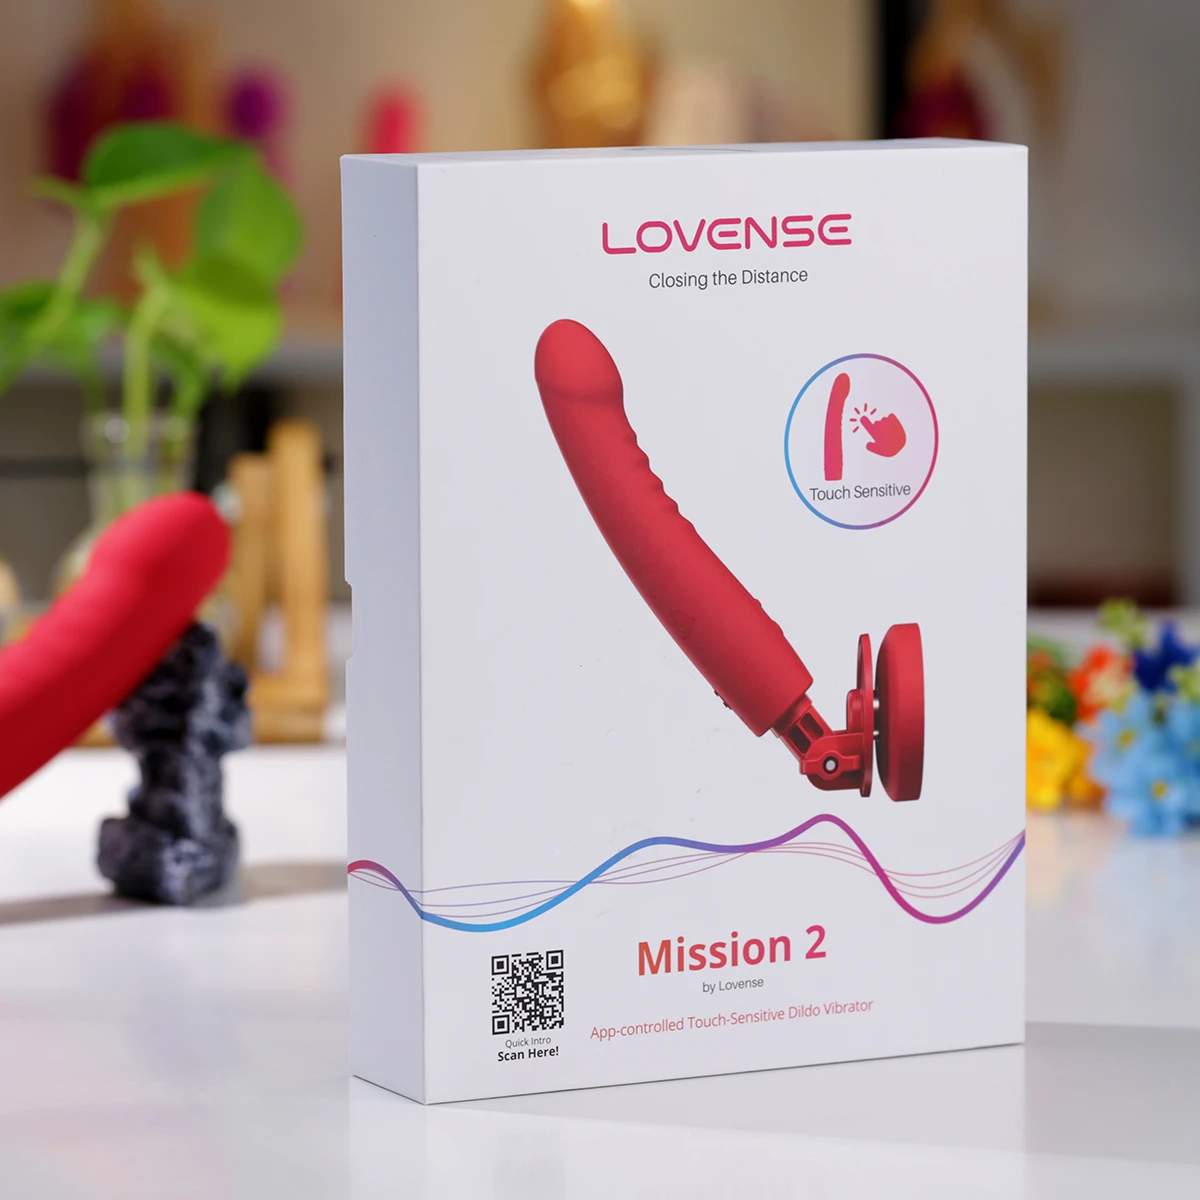 LOVENSE
Closing the Distance
Touch Sensitive
Mission 2
by Lovense
App-controlled Touch-Sensitive Dildo Vibrator
Quick Intro
Scan Here!